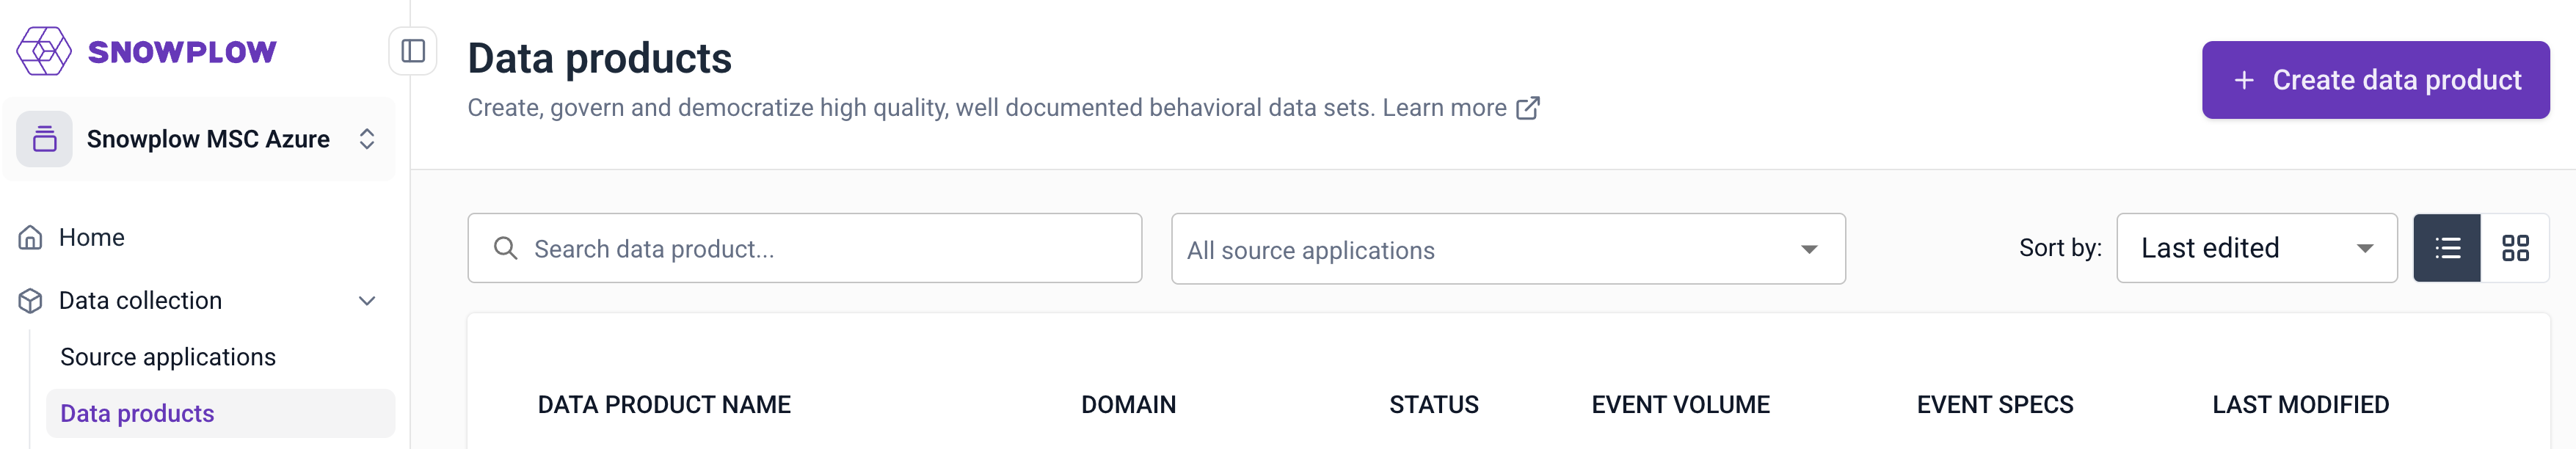 SNOWPLOW
Snowplow MSC Azure
Home
Data collection
Source applications
Data products
Data products
Create, govern and democratize high quality, well documented behavioral data sets. Learn more
+ Create data product
Search data product...
All source applications
Sort by:
Last edited
DATA PRODUCT NAME
DOMAIN
STATUS
EVENT VOLUME
EVENT SPECS
LAST MODIFIED